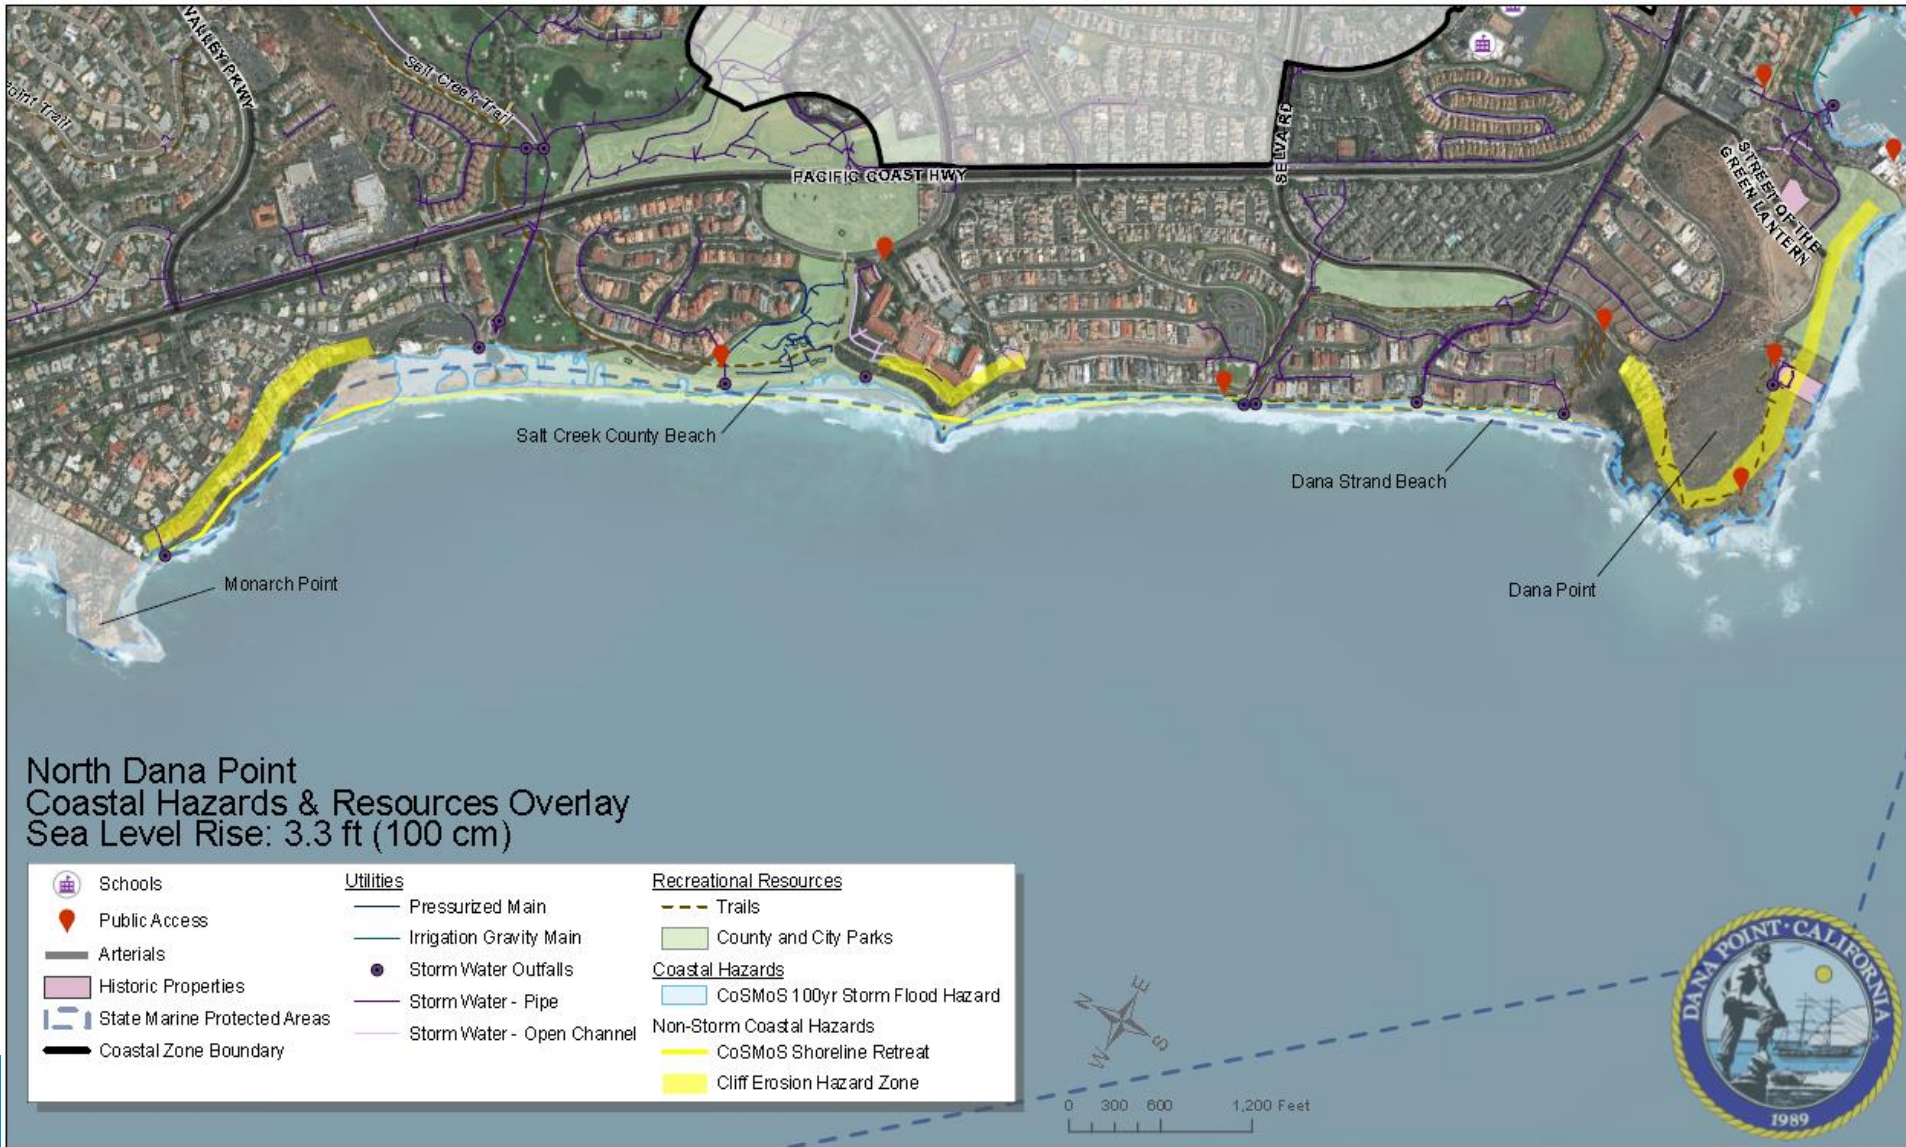 VALLEY PKWY
Point Trail
Salt Creek Trail
PACIFIC COAST HWY
SELVA RD
STREET OF THE
GREEN LANTERN
Salt Creek County Beach
Dana Strand Beach
Monarch Point
Dana Point
North Dana Point
Coastal Hazards & Resources Overlay
Sea Level Rise: 3.3 ft (100 cm)
Schools
Public Access
Arterials
Historic Properties
State Marine Protected Areas
Coastal Zone Boundary
Utilities
Pressurized Main
Irrigation Gravity Main
Storm Water Outfalls
Storm Water - Pipe
Storm Water - Open Channel
Recreational Resources
Trails
County and City Parks
Coastal Hazards
CoSMoS 100yr Storm Flood Hazard
Non-Storm Coastal Hazards
CoSMoS Shoreline Retreat
Cliff Erosion Hazard Zone
N
E
W
S
0 300 600 1,200 Feet
DANA POINT · CALIFORNIA
1989